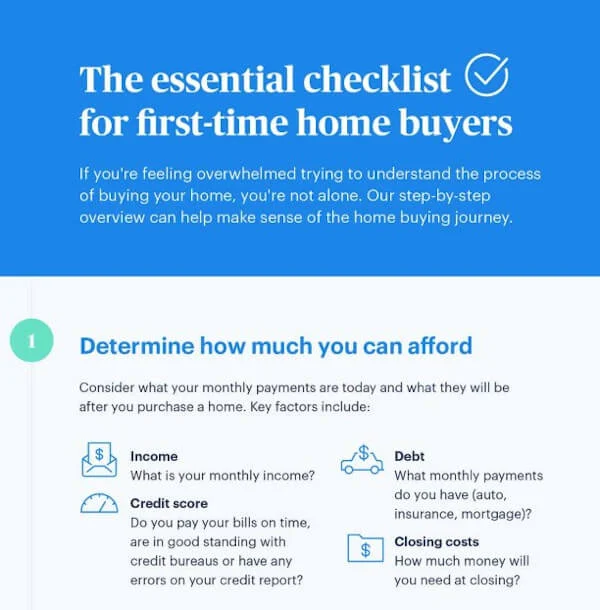 The essential checklist
for first-time home buyers
If you're feeling overwhelmed trying to understand the process
of buying your home, you're not alone. Our step-by-step
overview can help make sense of the home buying journey.
1
Determine how much you can afford
Consider what your monthly payments are today and what they will be
after you purchase a home. Key factors include:
$
Income
What is your monthly income?
Credit score
Do you pay your bills on time,
are in good standing with
credit bureaus or have any
errors on your credit report?
$
Debt
What monthly payments
do you have (auto,
insurance, mortgage)?
$
Closing costs
How much money will
you need at closing?